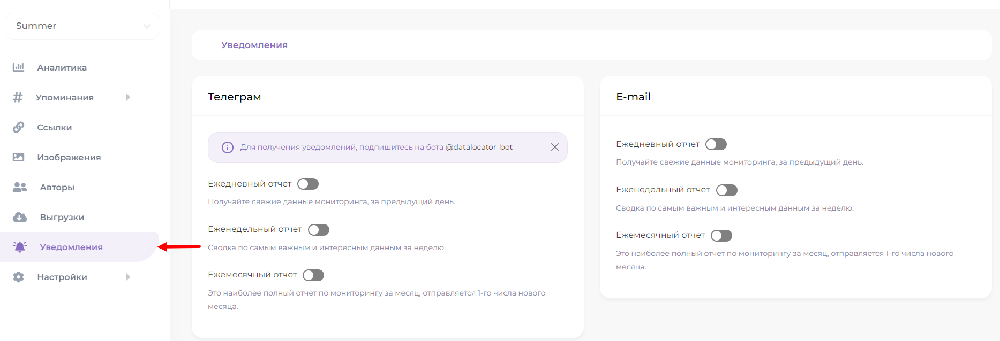 Summer
Аналитика
Упоминания
Ссылки
Изображения
Авторы
Выгрузки
Уведомления
Настройки
Уведомления
Телеграм
Для получения уведомлений, подпишитесь на бота @datalocator_bot
Ежедневный отчет
Получайте свежие данные мониторинга, за предыдущий день.
Еженедельный отчет
Сводка по самым важным и интересным данным за неделю.
Ежемесячный отчет
Это наиболее полный отчет по мониторингу за месяц, отправляется 1-го числа нового
месяца.
E-mail
Ежедневный отчет
Получайте свежие данные мониторинга, за предыдущий день.
Еженедельный отчет
Сводка по самым важным и интересным данным за неделю.
Ежемесячный отчет
Это наиболее полный отчет по мониторингу за месяц, отправляется 1-го числа нового
месяца.